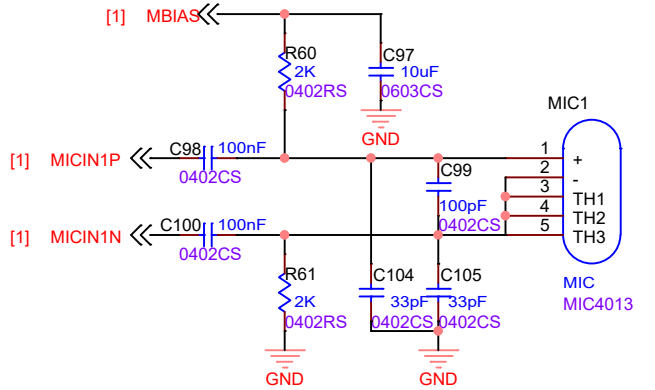 [1] MBIAS
R60
2K
0402RS
C97
10uF
0603CS
GND
MIC1
[1] MICIN1P
C98
100nF
0402CS
1
+
2
-
3
TH1
4
TH2
5
TH3
C99
100pF
0402CS
[1] MICIN1N
C100
100nF
0402CS
R61
2K
0402RS
C104
33pF
0402CS
C105
33pF
0402CS
MIC
MIC4013
GND
GND